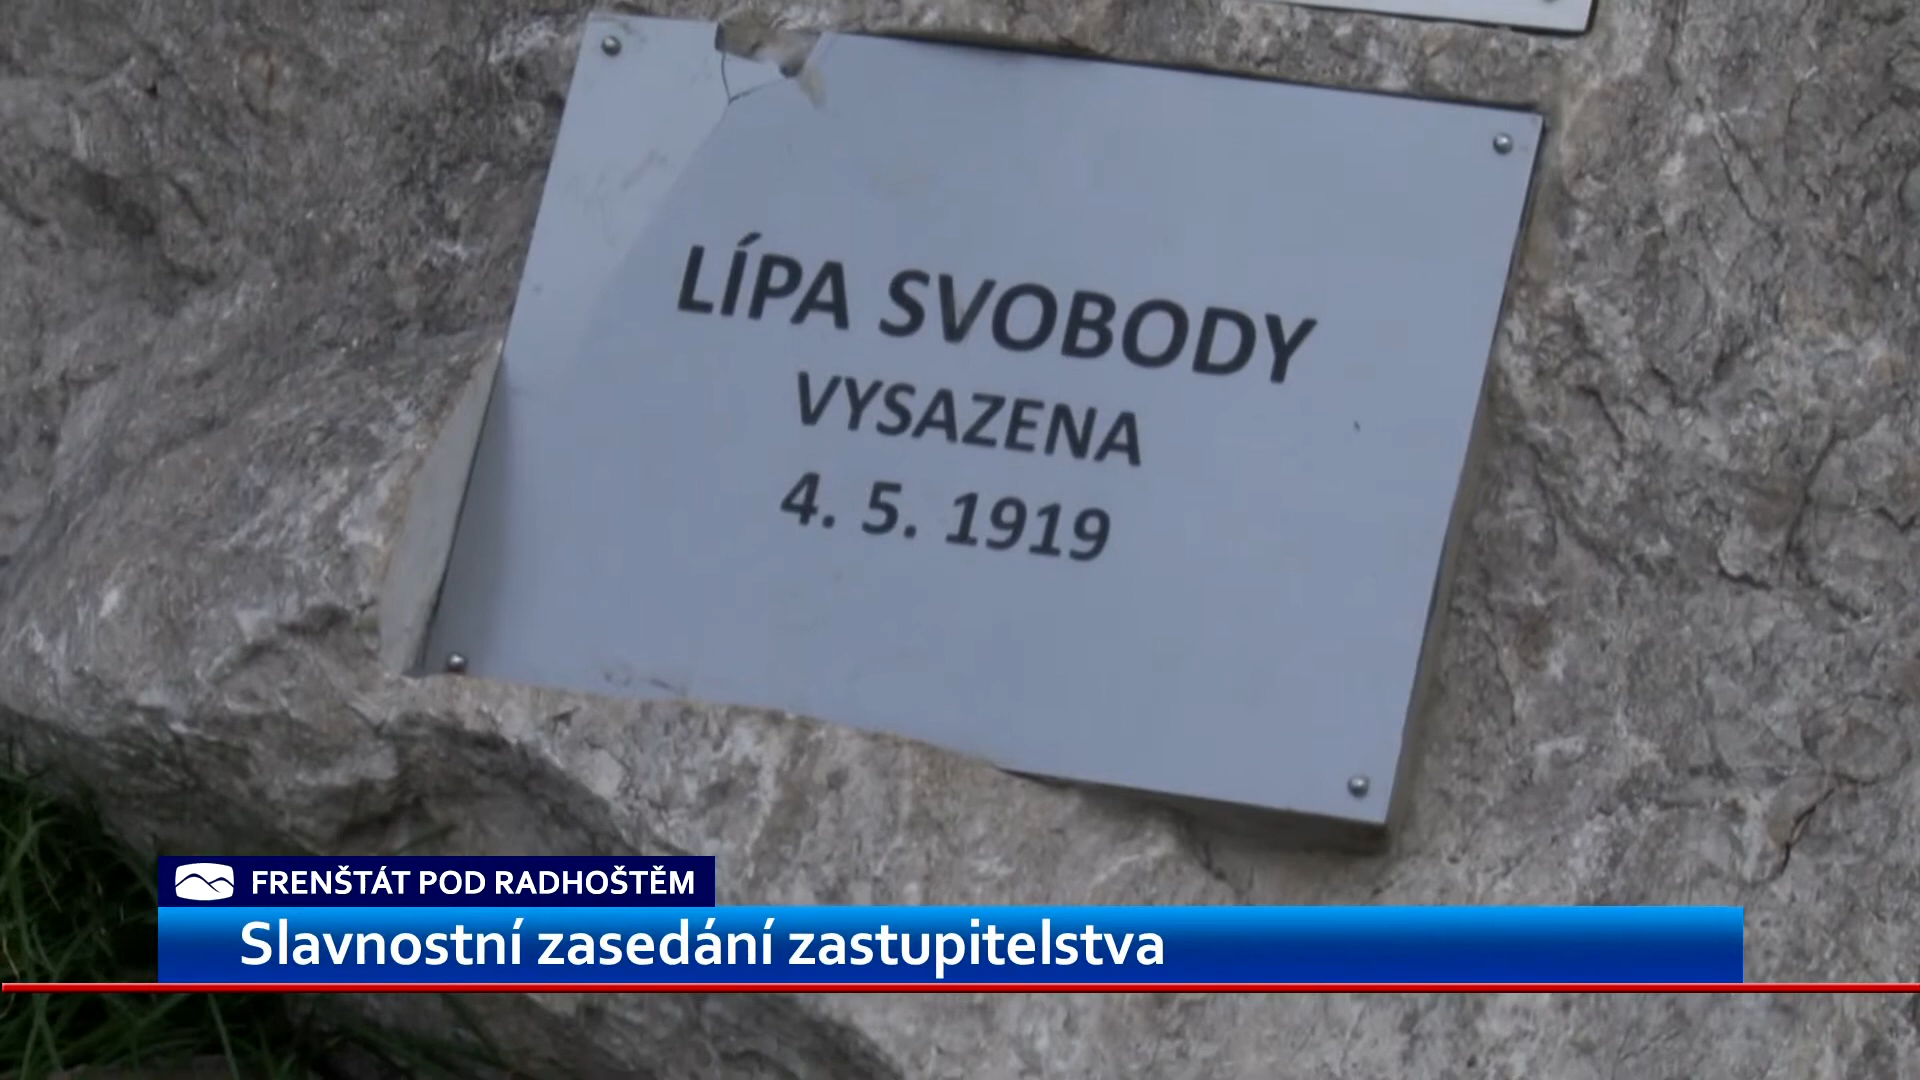 LÍPA SVOBODY
VYSAZENA
4. 5. 1919
FRENŠTÁT POD RADHOŠTĚM
Slavnostní zasedání zastupitelstva